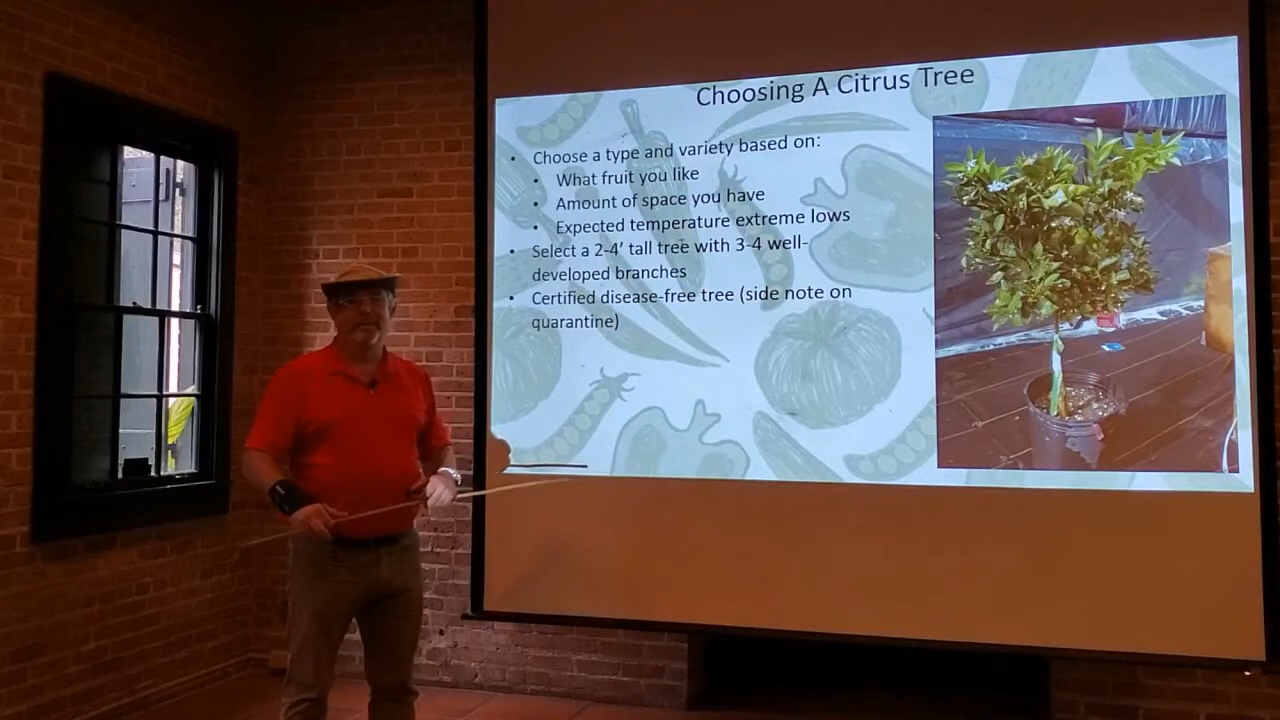 Choosing A Citrus Tree
• Choose a type and variety based on:
• What fruit you like
• Amount of space you have
• Expected temperature extreme lows
• Select a 2-4' tall tree with 3-4 well-
developed branches
• Certified disease-free tree (side note on
quarantine)